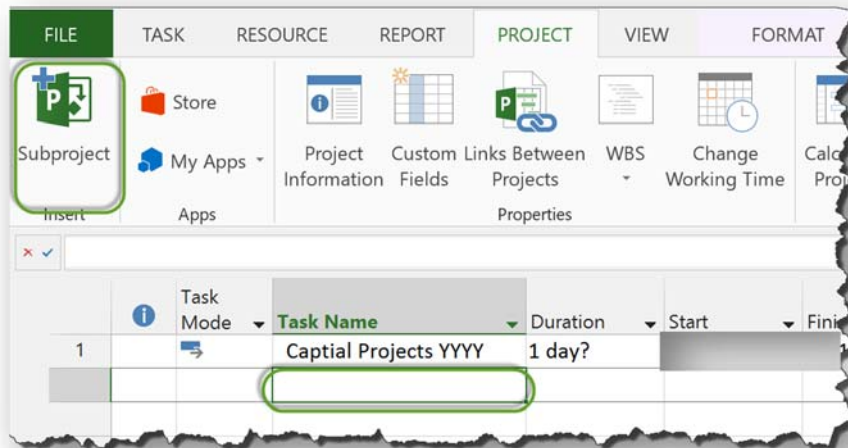 FILE TASK RESOURCE REPORT PROJECT VIEW FORMAT
Subproject
Store
My Apps
Project Information
Custom Fields
Links Between Projects
WBS
Change Working Time
Insert Apps Properties
Task Mode Task Name Duration Start
1 Captial Projects YYYY 1 day?